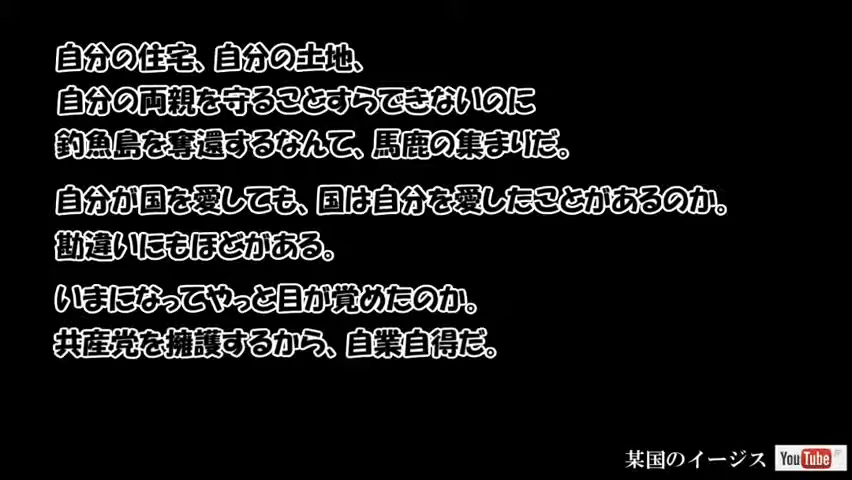 自分の住宅、自分の土地、
自分の両親を守ることすらできないのに
釣魚島を奪還するなんて、馬鹿の集まりだ。
自分が国を愛しても、国は自分を愛したことがあるのか。
勘違いにもほどがある。
いまになってやっと目が覚めたのか。
共産党を擁護するから、自業自得だ。
某国のイージス YouTube